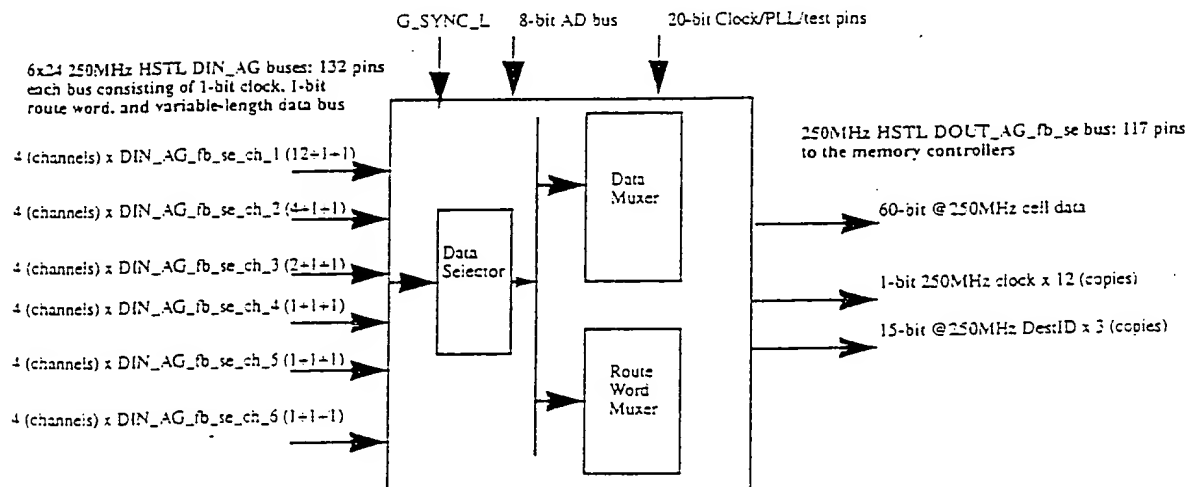 G_SYNC_L
8-bit AD bus
20-bit Clock/PLL/test pins
6x24 250MHz HSTL DIN_AG buses: 132 pins
each bus consisting of 1-bit clock, 1-bit
route word, and variable-length data bus
250MHz HSTL DOUT_AG_fb_se bus: 117 pins
to the memory controllers
4 (channels) x DIN_AG_fb_se_ch_1 (12+1+1)
4 (channels) x DIN_AG_fb_se_ch_2 (4+1+1)
4 (channels) x DIN_AG_fb_se_ch_3 (2+1+1)
4 (channels) x DIN_AG_fb_se_ch_4 (1+1+1)
4 (channels) x DIN_AG_fb_se_ch_5 (1+1+1)
4 (channels) x DIN_AG_fb_se_ch_6 (1+1+1)
Data
Selector
Data
Muxer
Route
Word
Muxer
60-bit @250MHz cell data
1-bit 250MHz clock x 12 (copies)
15-bit @250MHz DestID x 3 (copies)